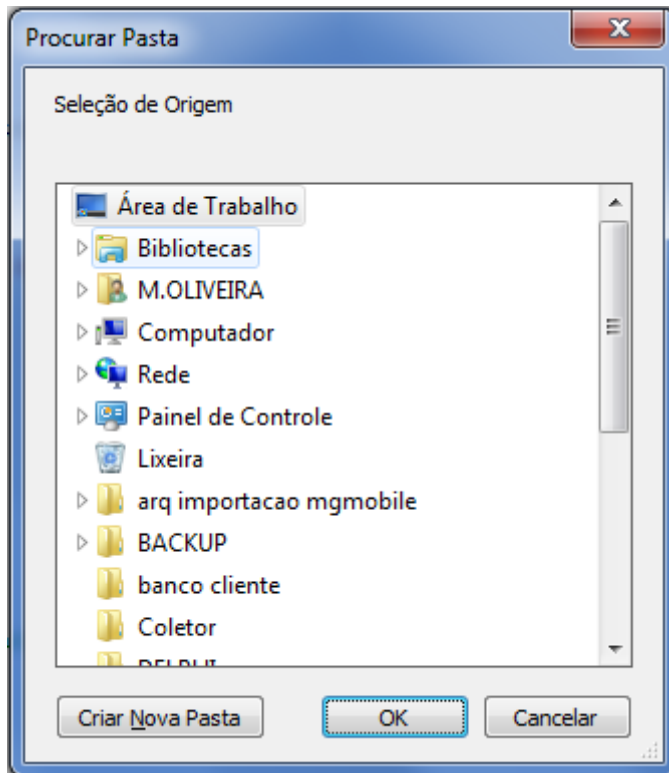 Procurar Pasta
Seleção de Origem
Área de Trabalho
Bibliotecas
M.OLIVEIRA
Computador
Rede
Painel de Controle
Lixeira
arq importacao mgmobile
BACKUP
banco cliente
Coletor
DELPHI
Criar Nova Pasta
OK
Cancelar